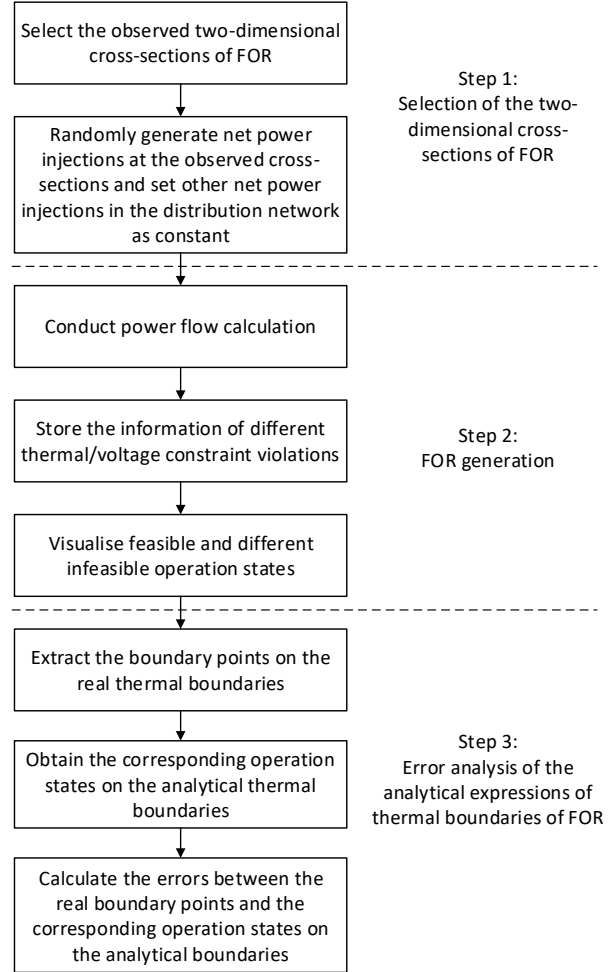 Select the observed two-dimensional
cross-sections of FOR
Randomly generate net power
injections at the observed cross-
sections and set other net power
injections in the distribution network
as constant
Step 1:
Selection of the two-
dimensional cross-
sections of FOR
Conduct power flow calculation
Store the information of different
thermal/voltage constraint violations
Visualise feasible and different
infeasible operation states
Step 2:
FOR generation
Extract the boundary points on the
real thermal boundaries
Obtain the corresponding operation
states on the analytical thermal
boundaries
Calculate the errors between the
real boundary points and the
corresponding operation states on
the analytical boundaries
Step 3:
Error analysis of the
analytical expressions of
thermal boundaries of FOR